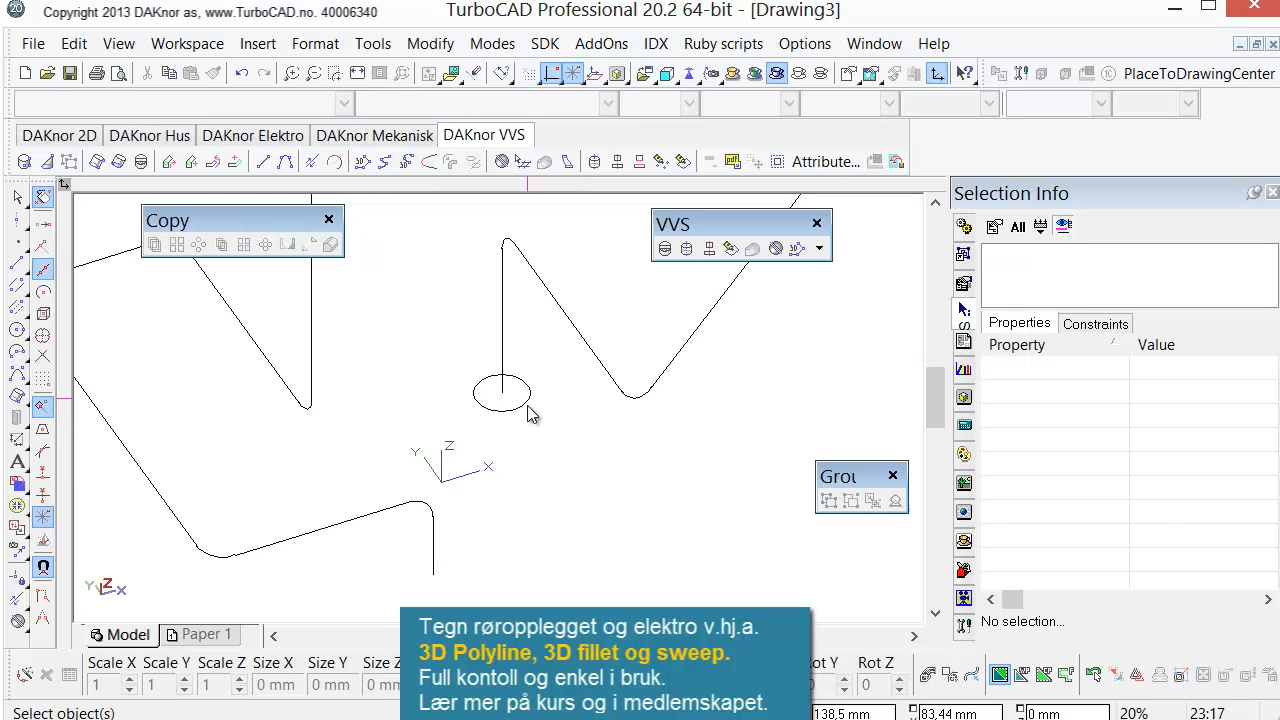 Copyright 2013 DAKnor as, www.TurboCAD.no. 40006340
TurboCAD Professional 20.2 64-bit - [Drawing3]
File Edit View Workspace Insert Format Tools Modify Modes SDK AddOns IDX Ruby scripts Options Window Help
PlaceToDrawingCenter
DAKnor 2D DAKnor Hus DAKnor Elektro DAKnor Mekanisk DAKnor VVS
Attribute...
Selection Info
Copy
VVS
All
Properties Constraints
Property Value
Grou
Y Z X
Y Z X
No selection...
Model Paper 1
Tegn røropplegget og elektro v.hj.a.
3D Polyline, 3D fillet og sweep.
Full kontoll og enkel i bruk.
Lær mer på kurs og i medlemskapet.
Scale X Scale Y Scale Z Size X Size Y Size Z Rot Y Rot Z
1 1 1 0 mm 0 mm 0 mm 0 0
Select object(s) 138,5 mm 83,44 mm 0 mm 20% 23:17